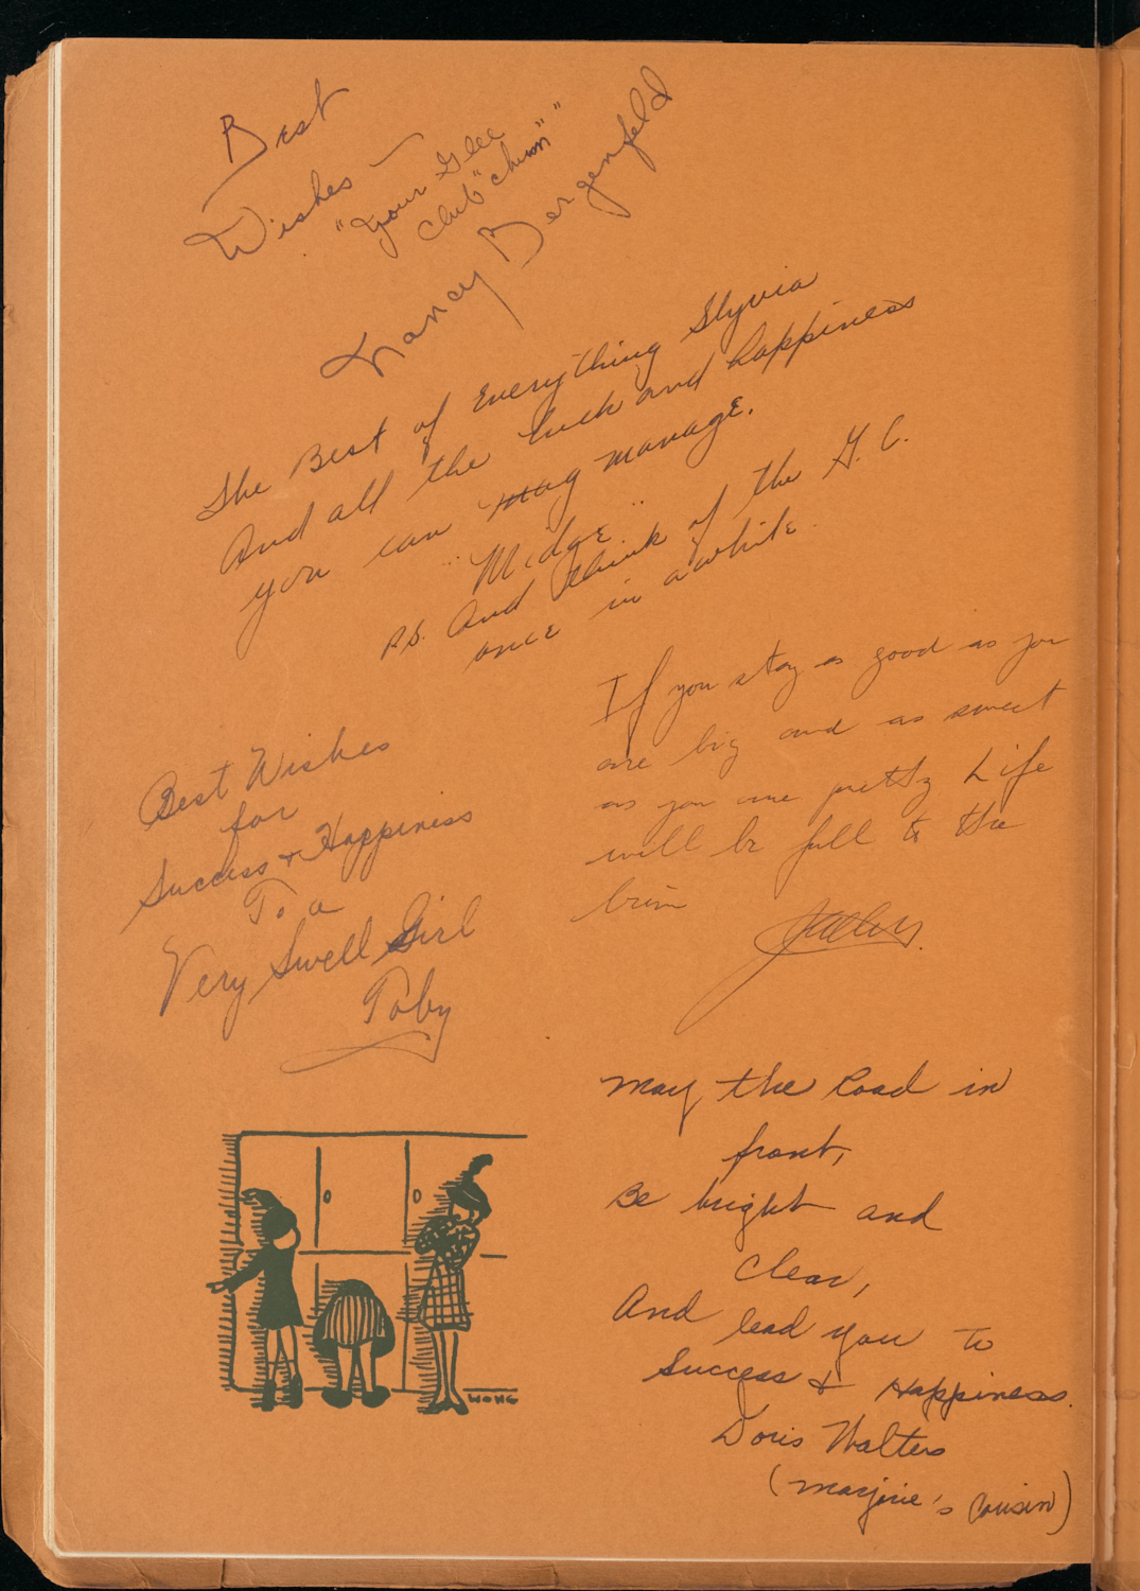 Best
Wishes —
"Your Glee
Club "chum" "
Nancy Bergenfeld
The Best of Everything Slyvia
And all the luck and happiness
you can may manage.
"Midge"
P.S. And think of the G. C.
once in awhile.
If you stay as good as you
are big and as sweet
as you are pretty Life
will be full to the
brim
Best Wishes
for
Success & Happiness
To a
Very Swell Girl
Toby
May the Road in
front,
Be bright and
Clear,
And lead you to
Success & Happiness.
Doris Walters
(Marjorie's Cousin)
WONG